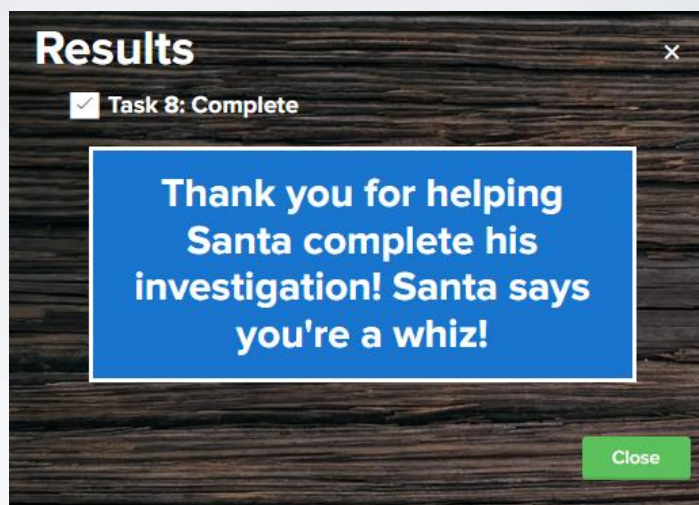 Results
×
Task 8: Complete
Thank you for helping
Santa complete his
investigation! Santa says
you're a whiz!
Close